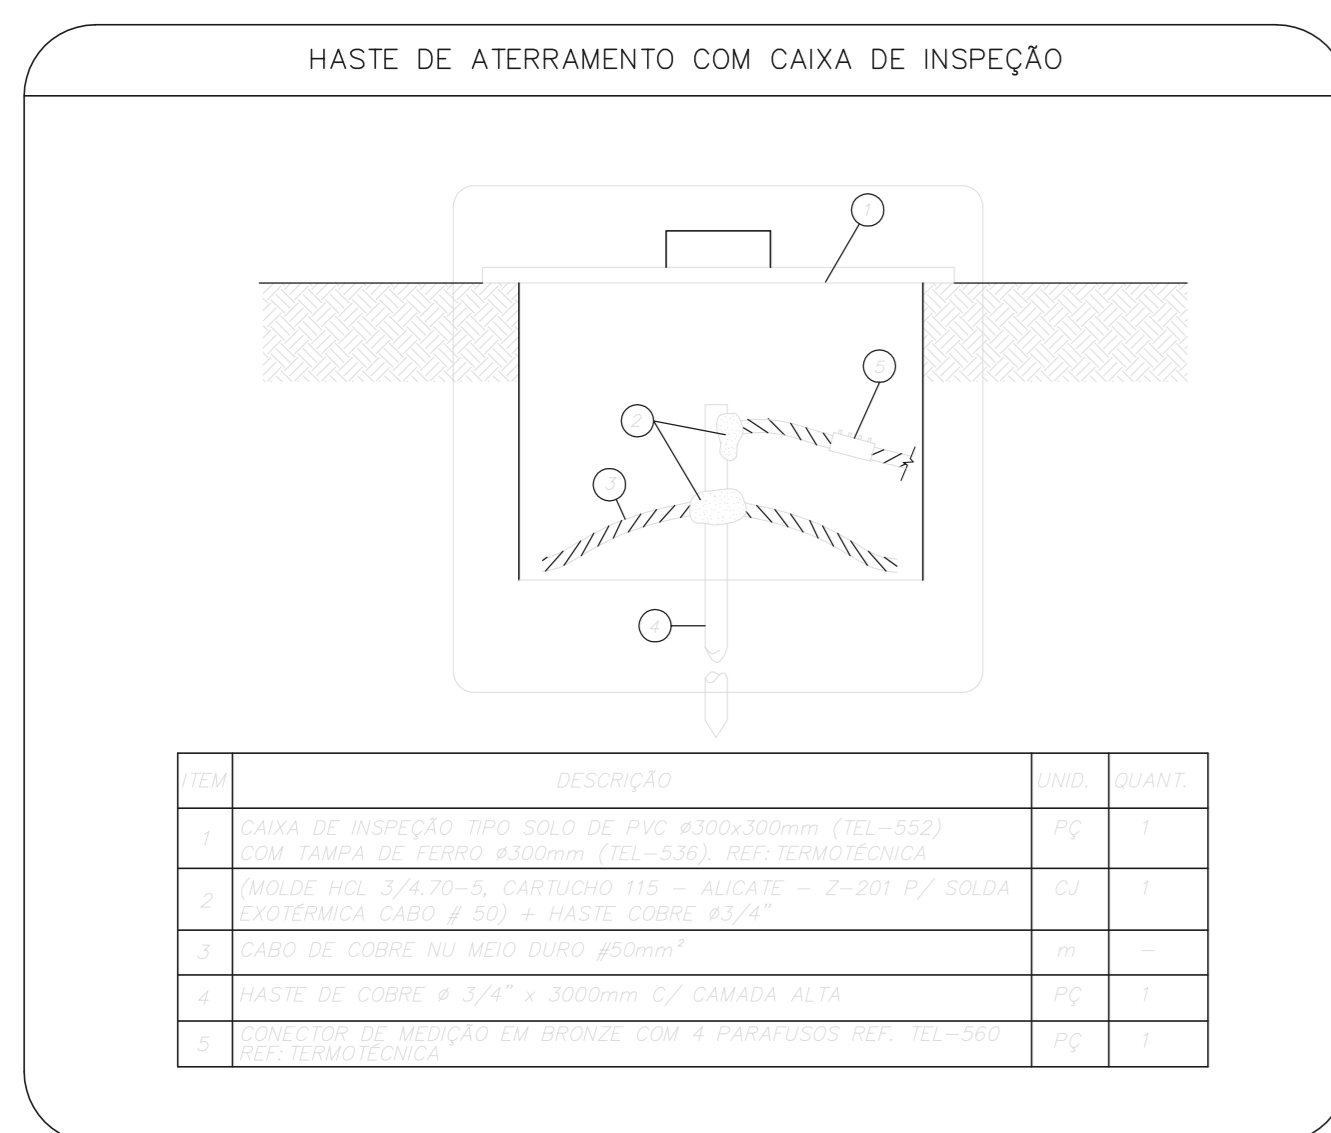 HASTE DE ATERRAMENTO COM CAIXA DE INSPEÇÃO
1
5
2
3
4
ITEM DESCRIÇÃO UNID. QUANT.
1 CAIXA DE INSPEÇÃO TIPO SOLO DE PVC ø300x300mm (TEL-552) PÇ 1
COM TAMPA DE FERRO ø300mm (TEL-536). REF: TERMOTÉCNICA
2 (MOLDE HCL 3/4.70-5, CARTUCHO 115 - ALICATE - Z-201 P/ SOLDA CJ 1
EXOTÉRMICA CABO # 50) + HASTE COBRE ø3/4"
3 CABO DE COBRE NU MEIO DURO #50mm² m -
4 HASTE DE COBRE ø 3/4" x 3000mm C/ CAMADA ALTA PÇ 1
5 CONECTOR DE MEDIÇÃO EM BRONZE COM 4 PARAFUSOS REF. TEL-560 PÇ 1
REF: TERMOTÉCNICA